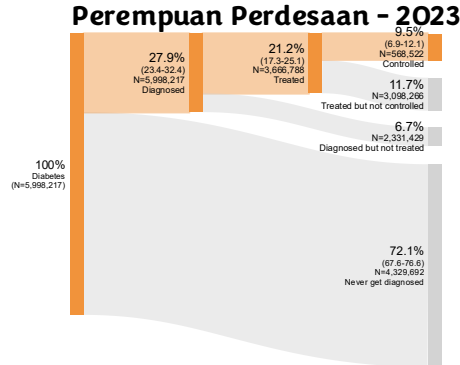 Perempuan Perdesaan - 2023
100%
Diabetes
(N=5,998,217)
27.9%
(23.4-32.4)
N=5,998,217
Diagnosed
21.2%
(17.3-25.1)
N=3,666,788
Treated
9.5%
(6.9-12.1)
N=568,522
Controlled
11.7%
N=3,098,266
Treated but not controlled
6.7%
N=2,331,429
Diagnosed but not treated
72.1%
(67.6-76.6)
N=4,329,692
Never get diagnosed